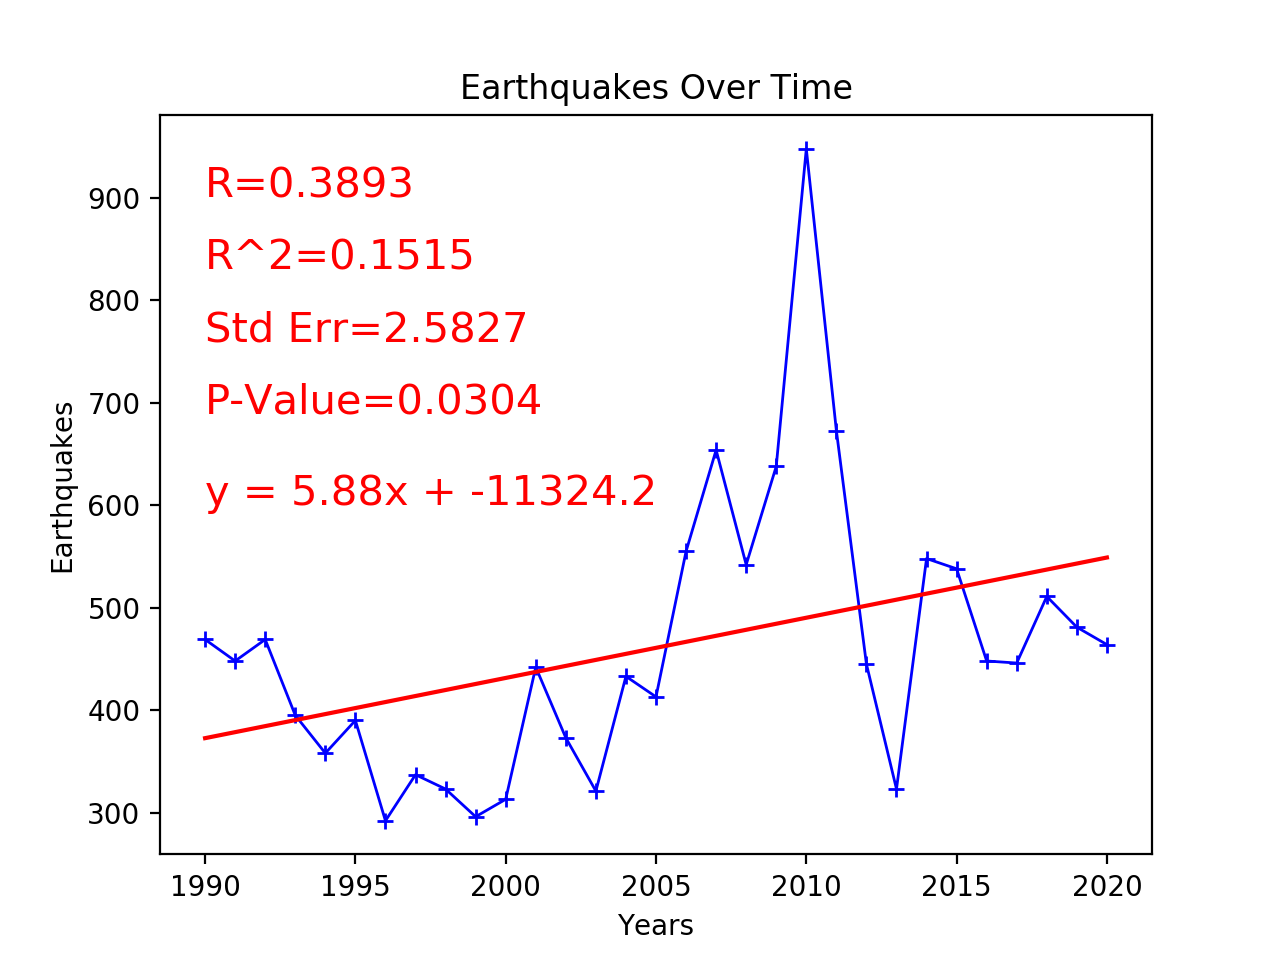 Earthquakes Over Time
R=0.3893
R^2=0.1515
Std Err=2.5827
P-Value=0.0304
y = 5.88x + -11324.2
Earthquakes
900
800
700
600
500
400
300
1990 1995 2000 2005 2010 2015 2020
Years